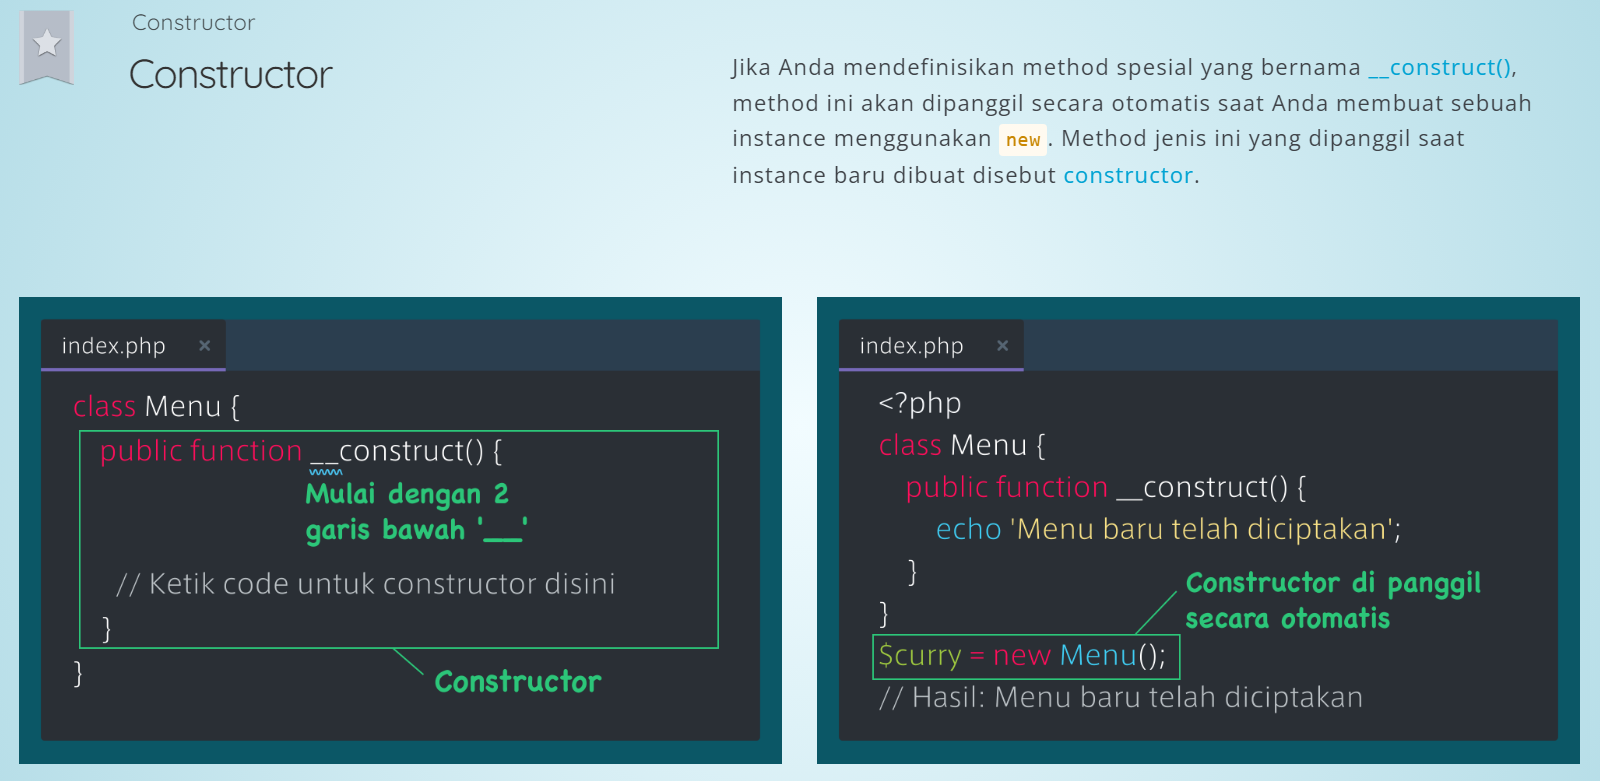 Constructor
Constructor
Jika Anda mendefinisikan method spesial yang bernama __construct(),
method ini akan dipanggil secara otomatis saat Anda membuat sebuah
instance menggunakan new. Method jenis ini yang dipanggil saat
instance baru dibuat disebut constructor.
index.php ×
class Menu {
public function __construct() {
Mulai dengan 2
garis bawah '__'
// Ketik code untuk constructor disini
}
}
Constructor
index.php ×
<?php
class Menu {
public function __construct() {
echo 'Menu baru telah diciptakan';
}
}
Constructor di panggil
secara otomatis
$curry = new Menu();
// Hasil: Menu baru telah diciptakan